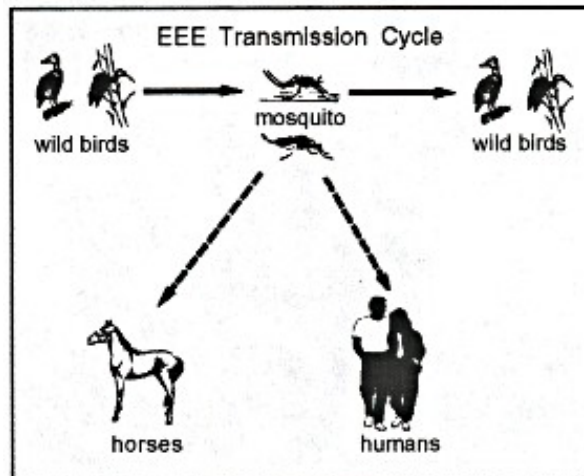 EEE Transmission Cycle
mosquito
wild birds
wild birds
horses
humans